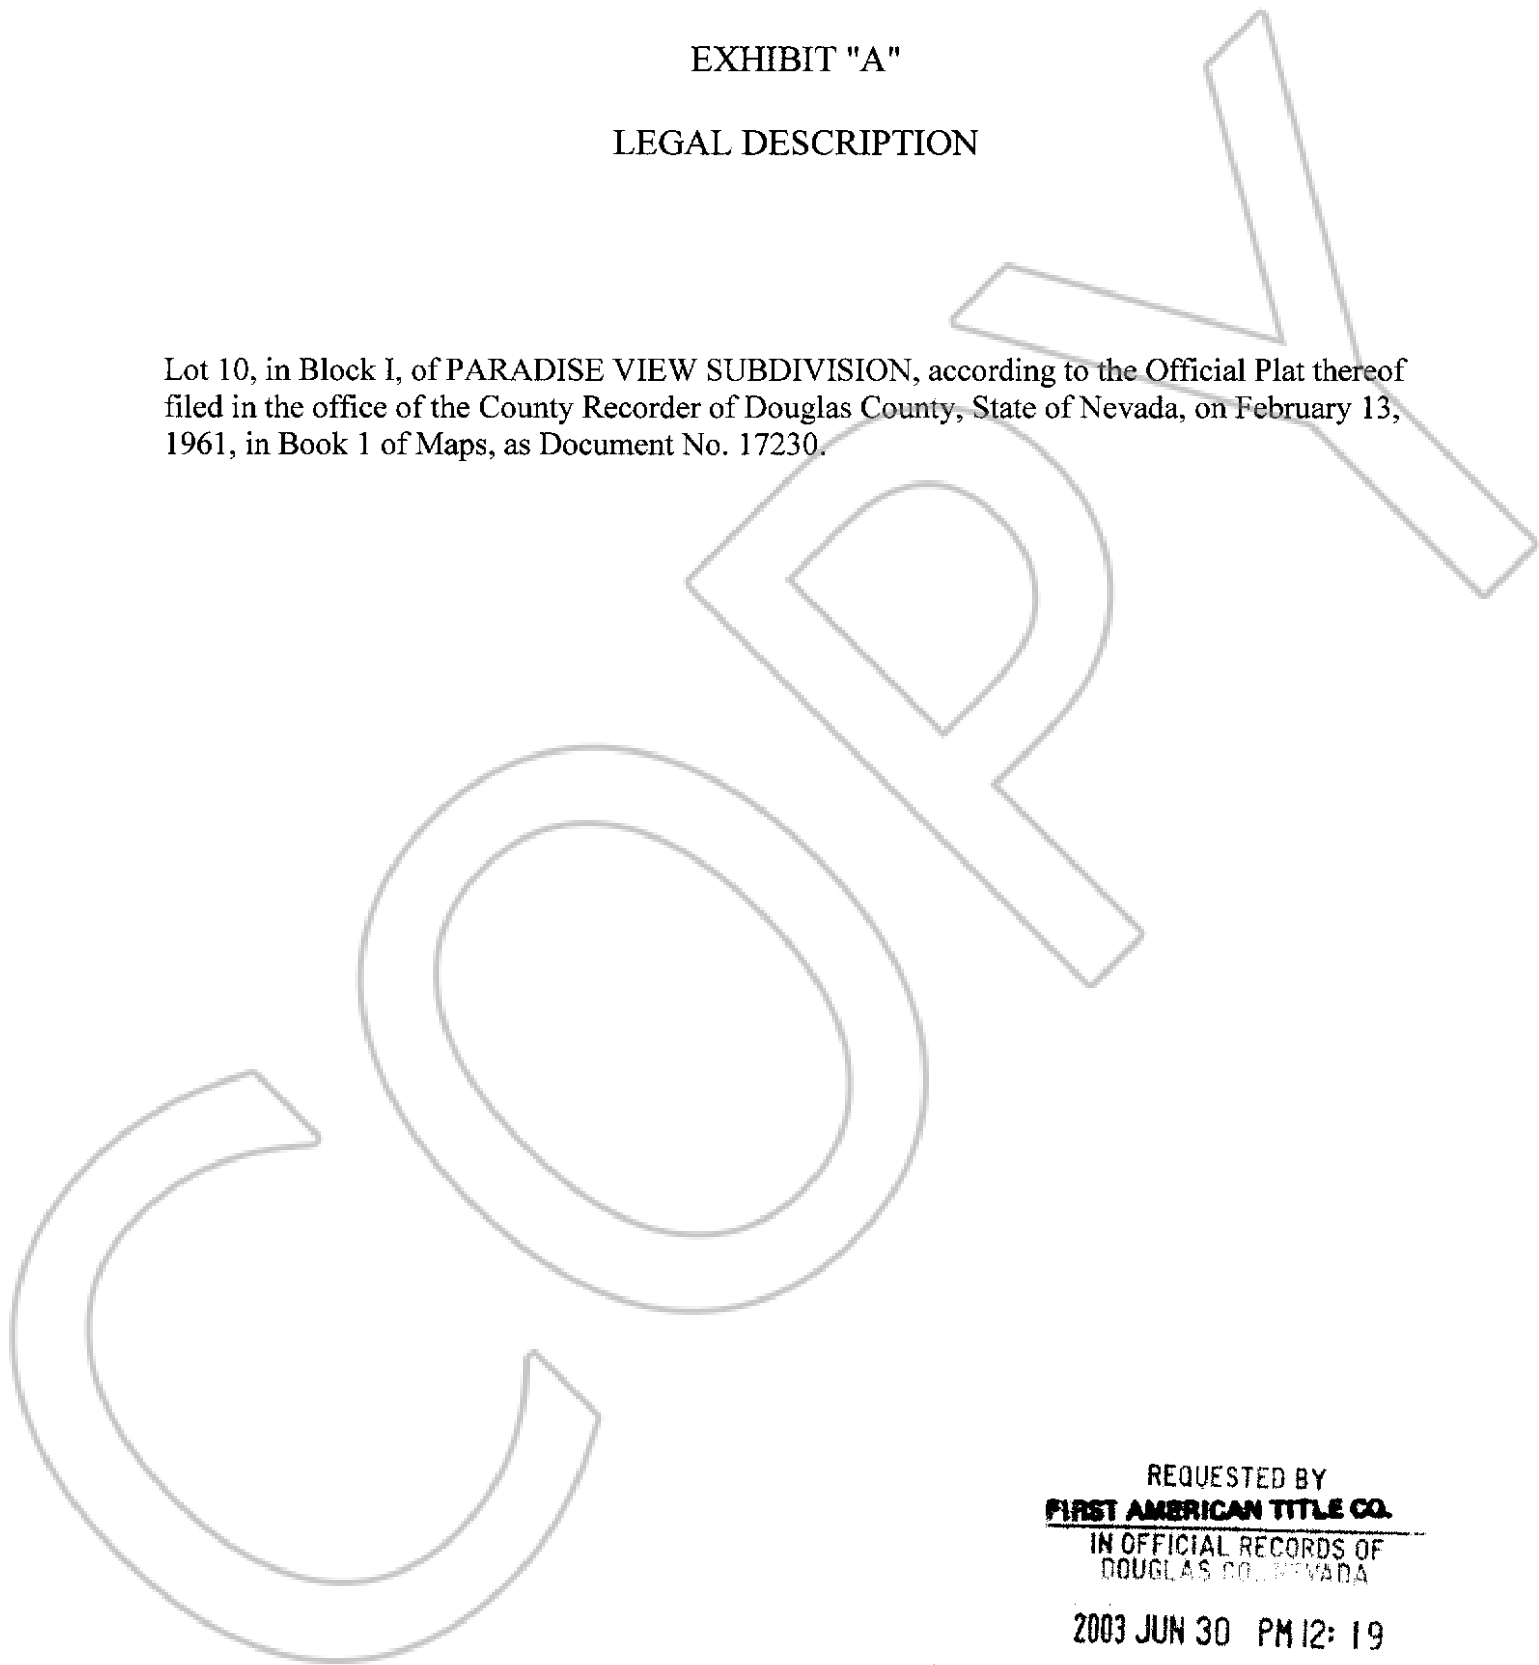 EXHIBIT "A"
LEGAL DESCRIPTION
Lot 10, in Block I, of PARADISE VIEW SUBDIVISION, according to the Official Plat thereof
filed in the office of the County Recorder of Douglas County, State of Nevada, on February 13,
1961, in Book 1 of Maps, as Document No. 17230.
COPY
REQUESTED BY
FIRST AMERICAN TITLE CO.
IN OFFICIAL RECORDS OF
DOUGLAS CO., NEVADA
2003 JUN 30 PM 12: 19